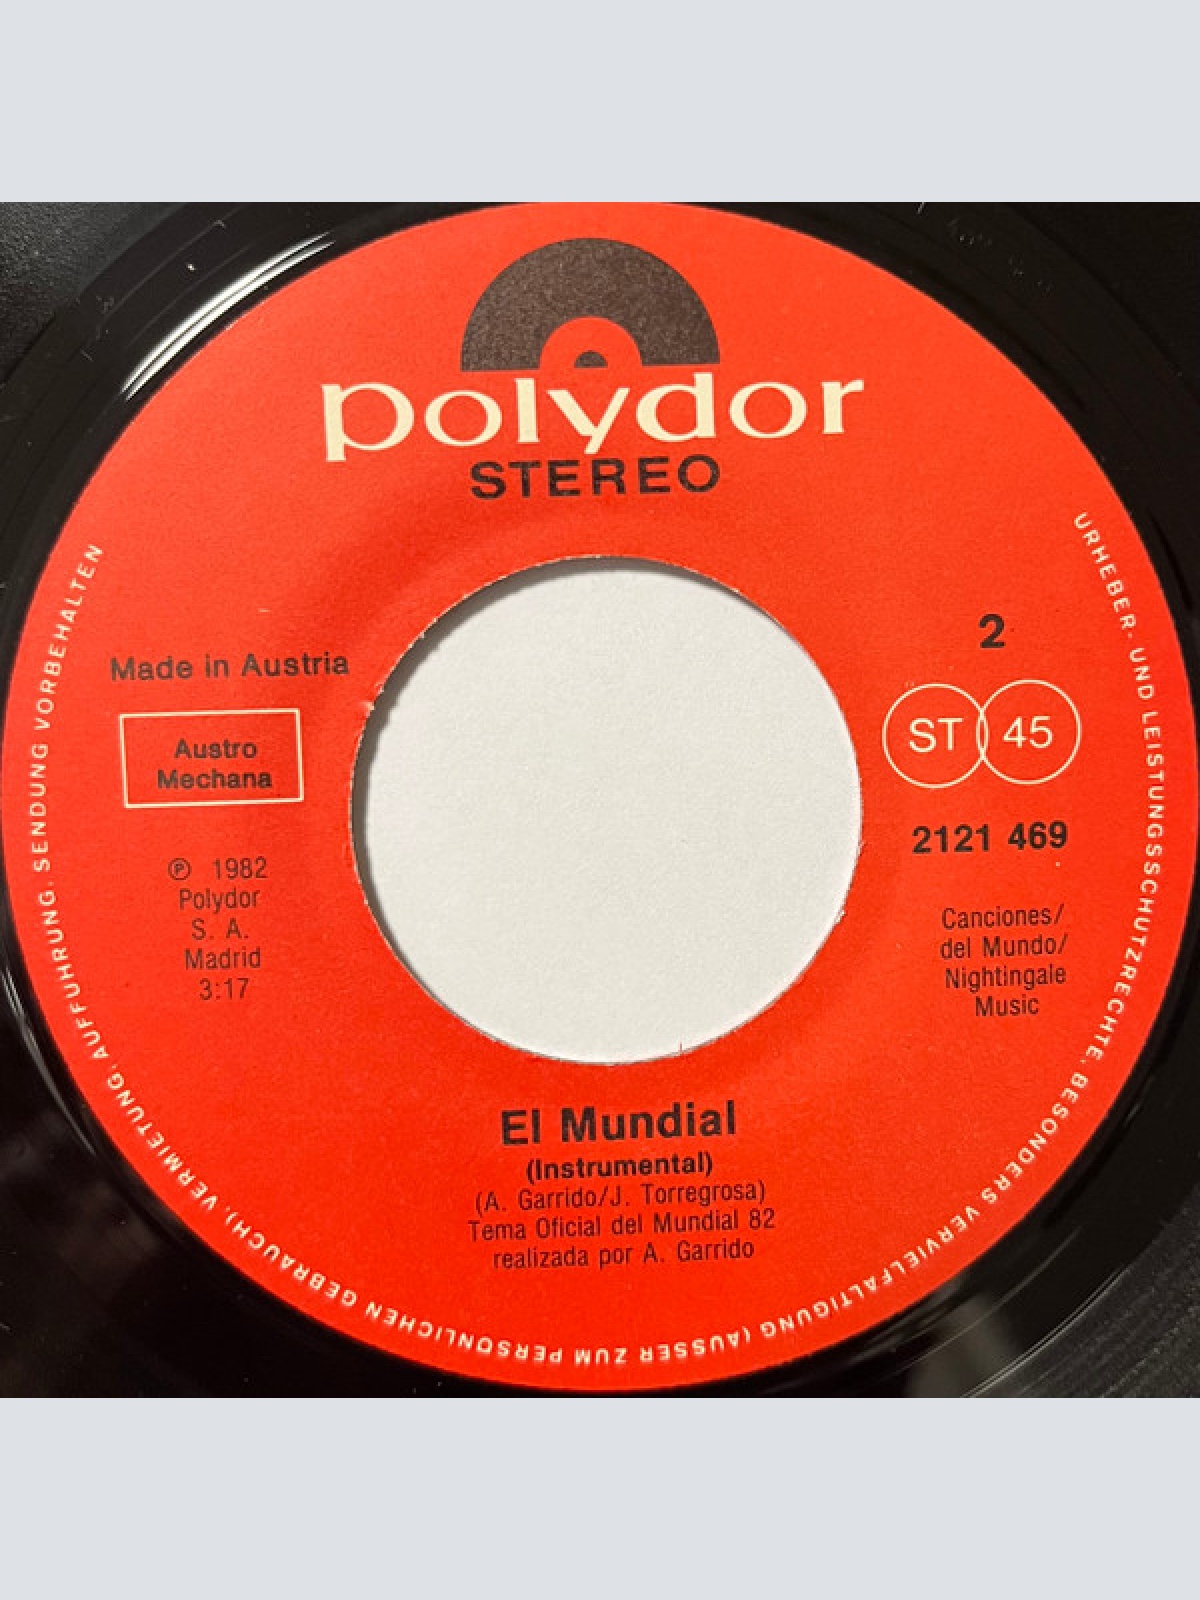 polydor
STEREO
Made in Austria
Austro
Mechana
℗ 1982
Polydor
S. A.
Madrid
3:17
2
ST 45
2121 469
Canciones/
del Mundo/
Nightingale
Music
El Mundial
(Instrumental)
(A. Garrido/J. Torregrosa)
Tema Oficial del Mundial 82
realizada por A. Garrido
URHEBER- UND LEISTUNGSSCHUTZRECHTE, BESONDERS VERVIELFÄLTIGUNG (AUSSER ZUM PERSÖNLICHEN GEBRAUCH), VERMIETUNG, AUFFÜHRUNG, SENDUNG VORBEHALTEN